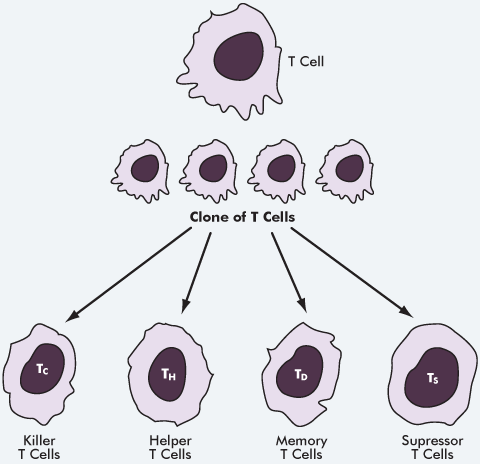 T Cell
Clone of T Cells
Tc
TH
TD
Ts
Killer
T Cells
Helper
T Cells
Memory
T Cells
Supressor
T Cells